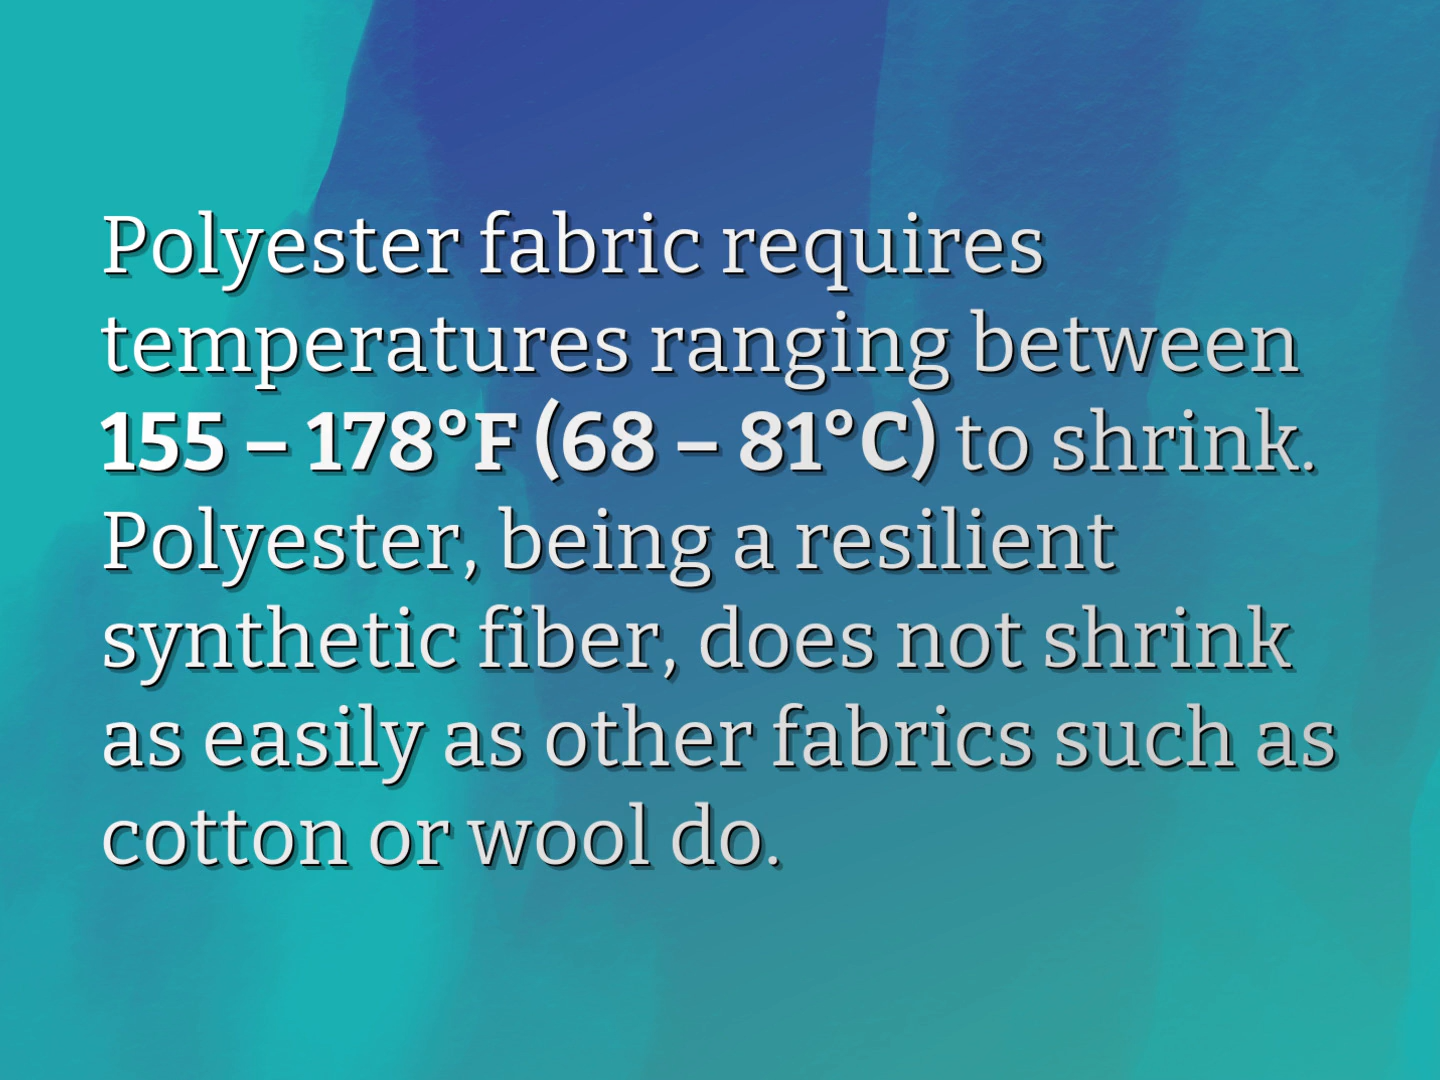 Polyester fabric requires
temperatures ranging between
155 – 178°F (68 – 81°C) to shrink.
Polyester, being a resilient
synthetic fiber, does not shrink
as easily as other fabrics such as
cotton or wool do.